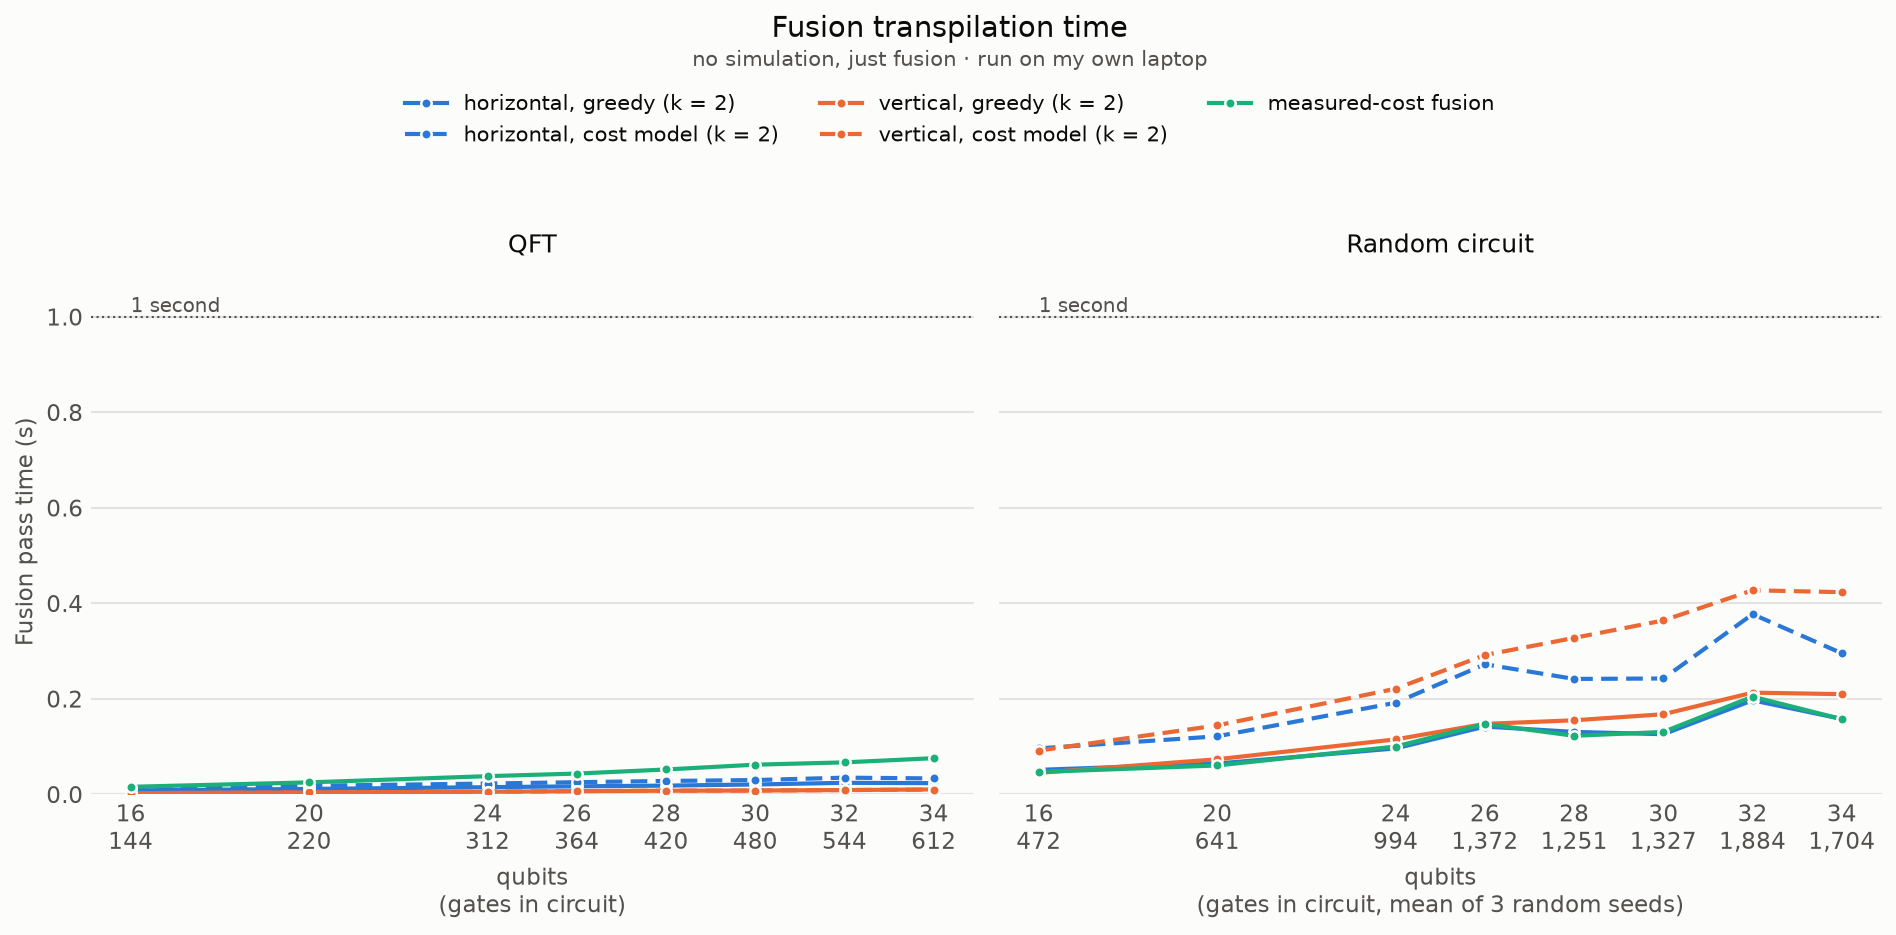 Fusion transpilation time
no simulation, just fusion · run on my own laptop
horizontal, greedy (k = 2)
vertical, greedy (k = 2)
measured-cost fusion
horizontal, cost model (k = 2)
vertical, cost model (k = 2)
QFT
Random circuit
1 second
1 second
1.0
0.8
0.6
0.4
0.2
0.0
Fusion pass time (s)
16 20 24 26 28 30 32 34
144 220 312 364 420 480 544 612
qubits
(gates in circuit)
16 20 24 26 28 30 32 34
472 641 994 1,372 1,251 1,327 1,884 1,704
qubits
(gates in circuit, mean of 3 random seeds)